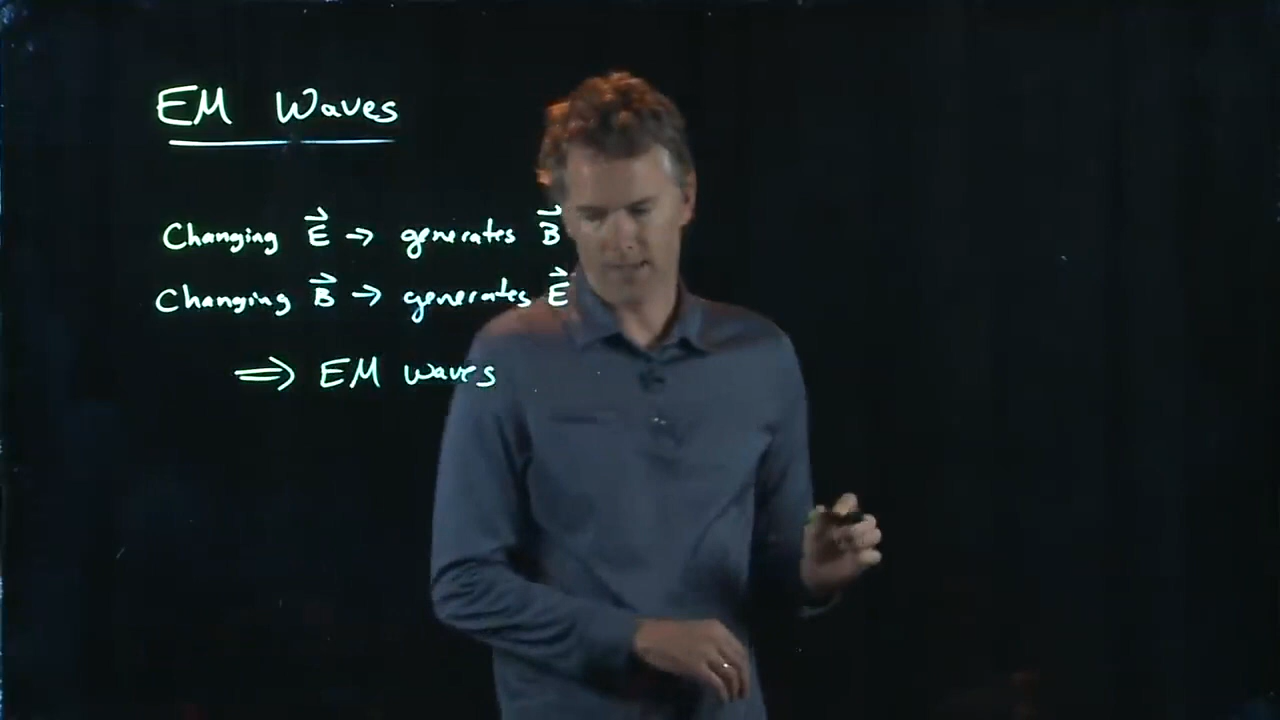 EM Waves
Changing E⃗ → generates B⃗
Changing B⃗ → generates E⃗
⇒ EM waves